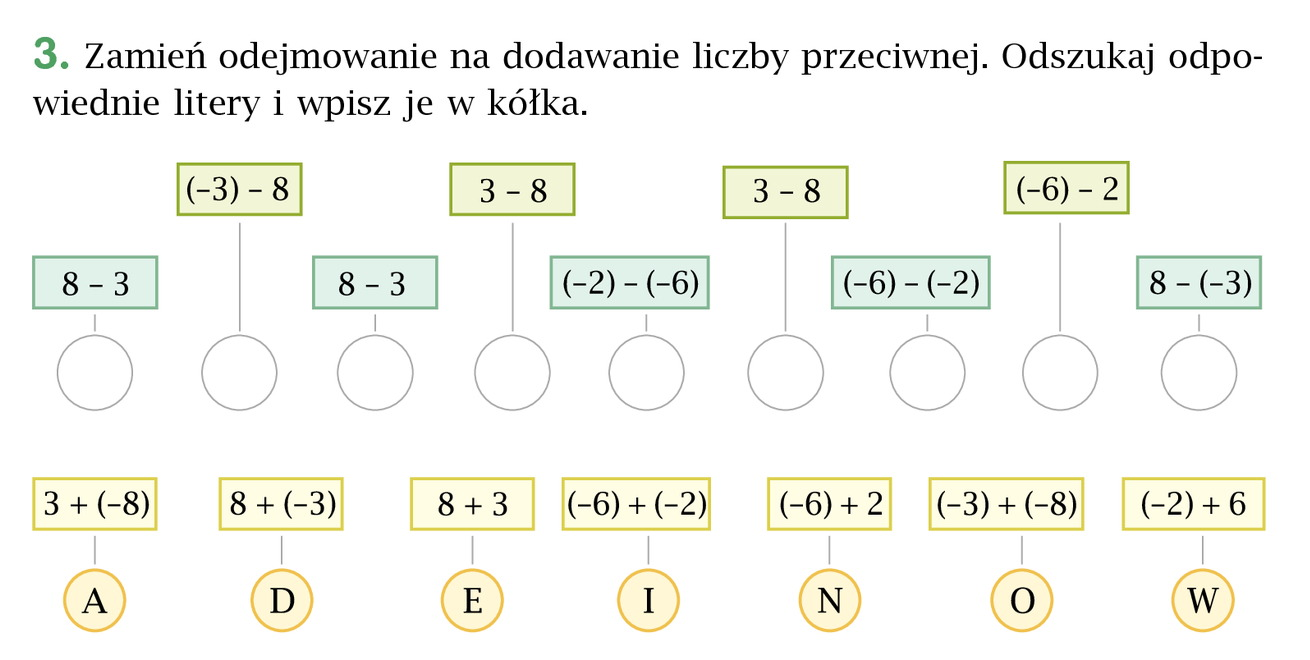 3. Zamień odejmowanie na dodawanie liczby przeciwnej. Odszukaj odpo-
wiednie litery i wpisz je w kółka.
(–3) – 8
3 – 8
3 – 8
(–6) – 2
8 – 3
8 – 3
(–2) – (–6)
(–6) – (–2)
8 – (–3)
3 + (–8)
8 + (–3)
8 + 3
(–6) + (–2)
(–6) + 2
(–3) + (–8)
(–2) + 6
A
D
E
I
N
O
W